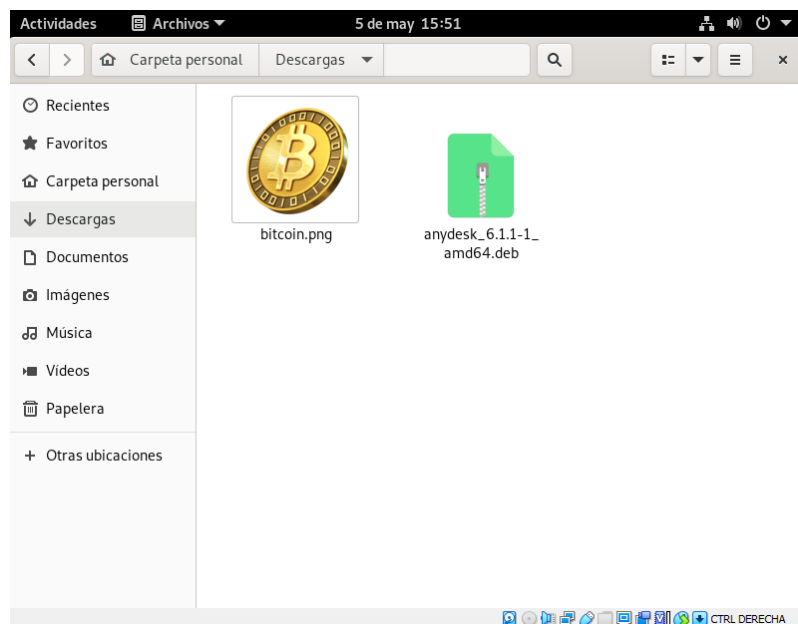 Actividades Archivos 5 de may 15:51
Carpeta personal Descargas
Recientes
Favoritos
Carpeta personal
Descargas
Documentos
Imágenes
Música
Vídeos
Papelera
Otras ubicaciones
bitcoin.png
anydesk_6.1.1-1_
amd64.deb
CTRL DERECHA